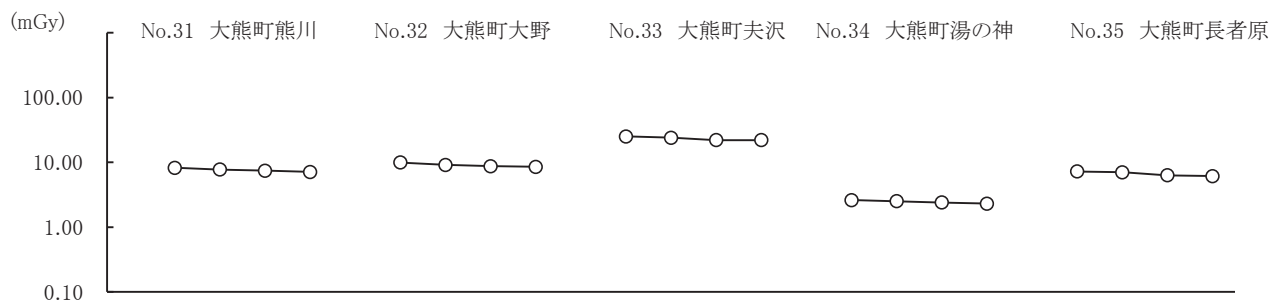 (mGy)
No.31 大熊町熊川
No.32 大熊町大野
No.33 大熊町夫沢
No.34 大熊町湯の神
No.35 大熊町長者原
100.00
10.00
1.00
0.10